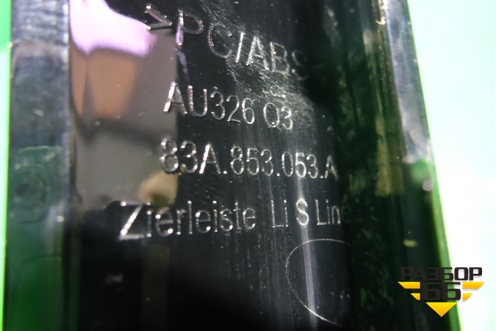 >PC/ABS
AU326 Q3
83A.853.053.A
Zierleiste Li S Lin
РАЗБОР
66